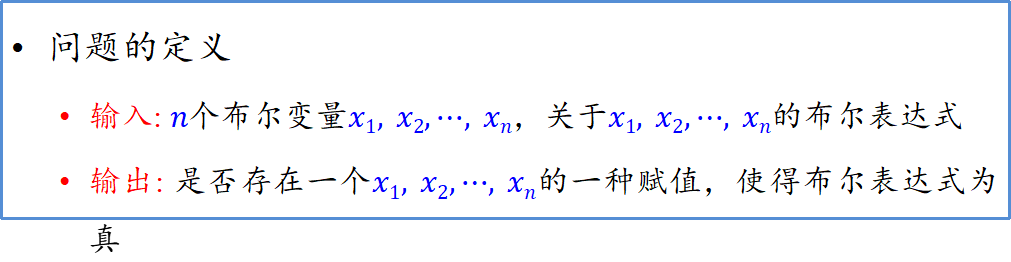 • 问题的定义
• 输入: n个布尔变量x₁, x₂,⋯, xₙ，关于x₁, x₂,⋯, xₙ的布尔表达式
• 输出: 是否存在一个x₁, x₂,⋯, xₙ的一种赋值，使得布尔表达式为
真